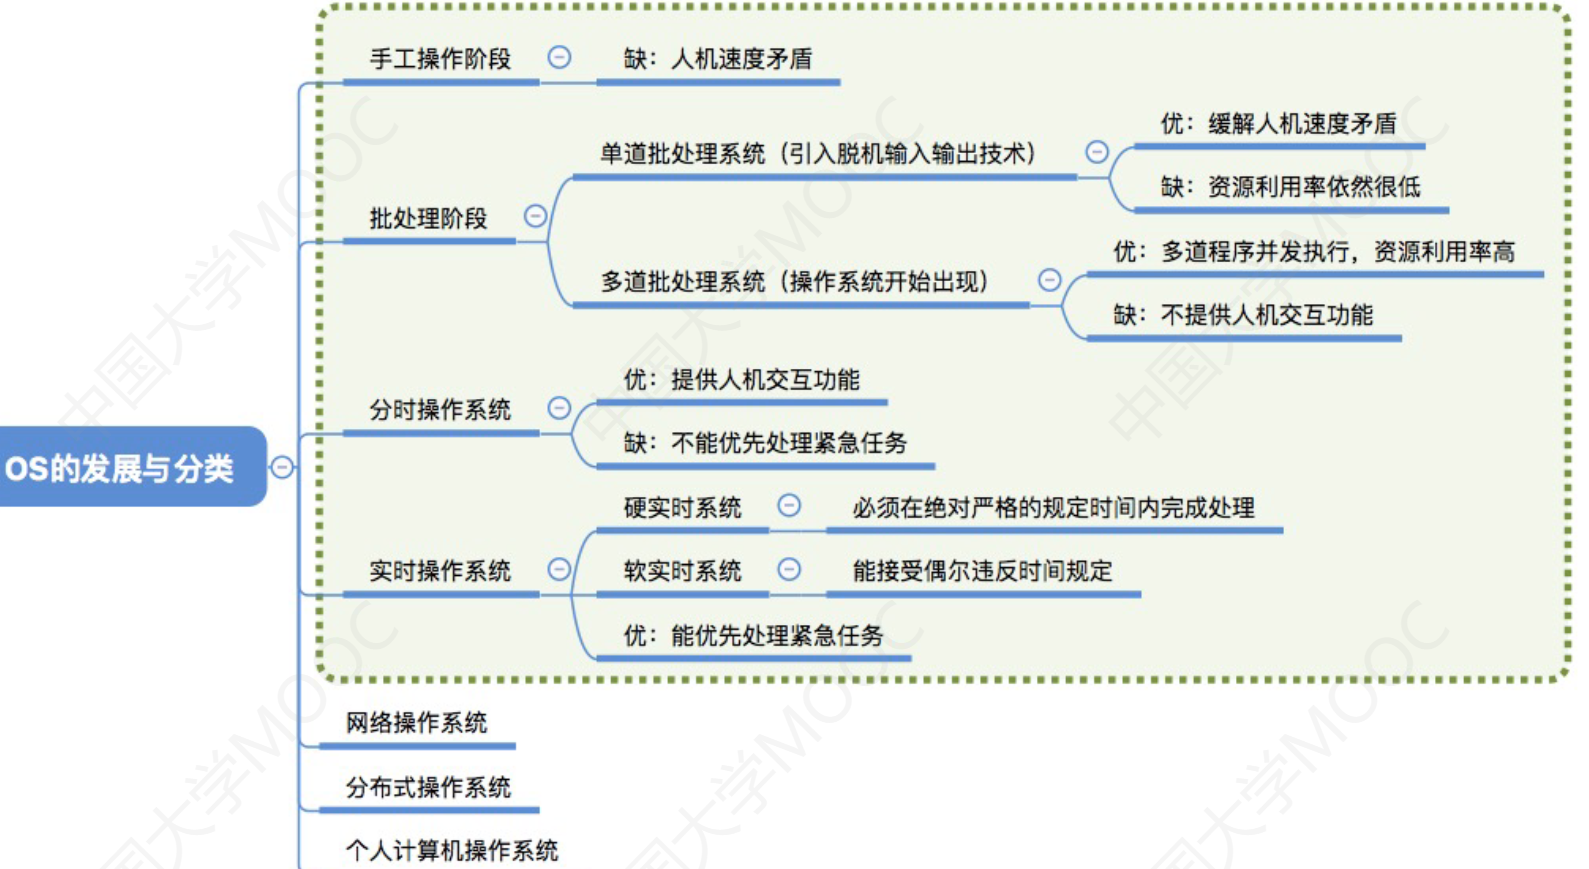 手工操作阶段
缺：人机速度矛盾
优：缓解人机速度矛盾
单道批处理系统（引入脱机输入输出技术）
缺：资源利用率依然很低
批处理阶段
优：多道程序并发执行，资源利用率高
多道批处理系统（操作系统开始出现）
缺：不提供人机交互功能
优：提供人机交互功能
分时操作系统
缺：不能优先处理紧急任务
OS的发展与分类
硬实时系统
必须在绝对严格的规定时间内完成处理
实时操作系统
软实时系统
能接受偶尔违反时间规定
优：能优先处理紧急任务
网络操作系统
分布式操作系统
个人计算机操作系统
中国大学MOOC
中国大学MOOC
中国大学MOOC
中国大学MOOC
中国大学MOOC
中国大学MOOC